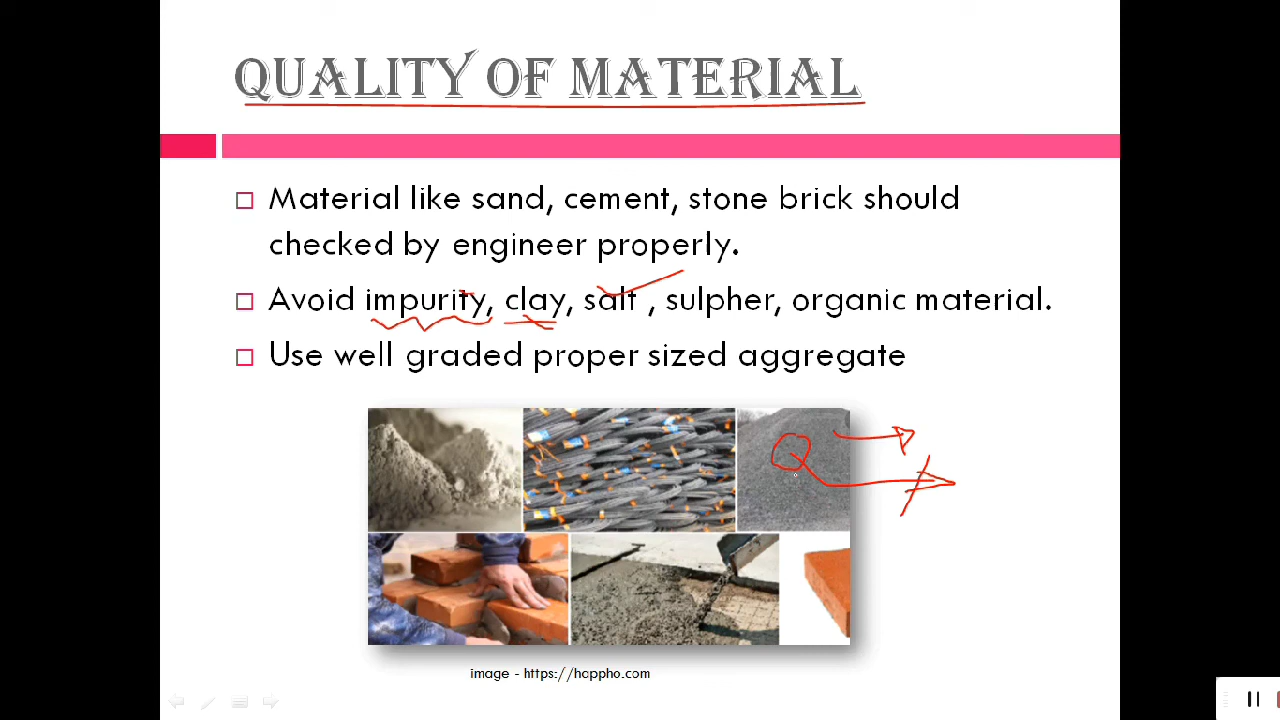 QUALITY OF MATERIAL
Material like sand, cement, stone brick should
checked by engineer properly.
Avoid impurity, clay, salt , sulpher, organic material.
Use well graded proper sized aggregate
image - https://happho.com